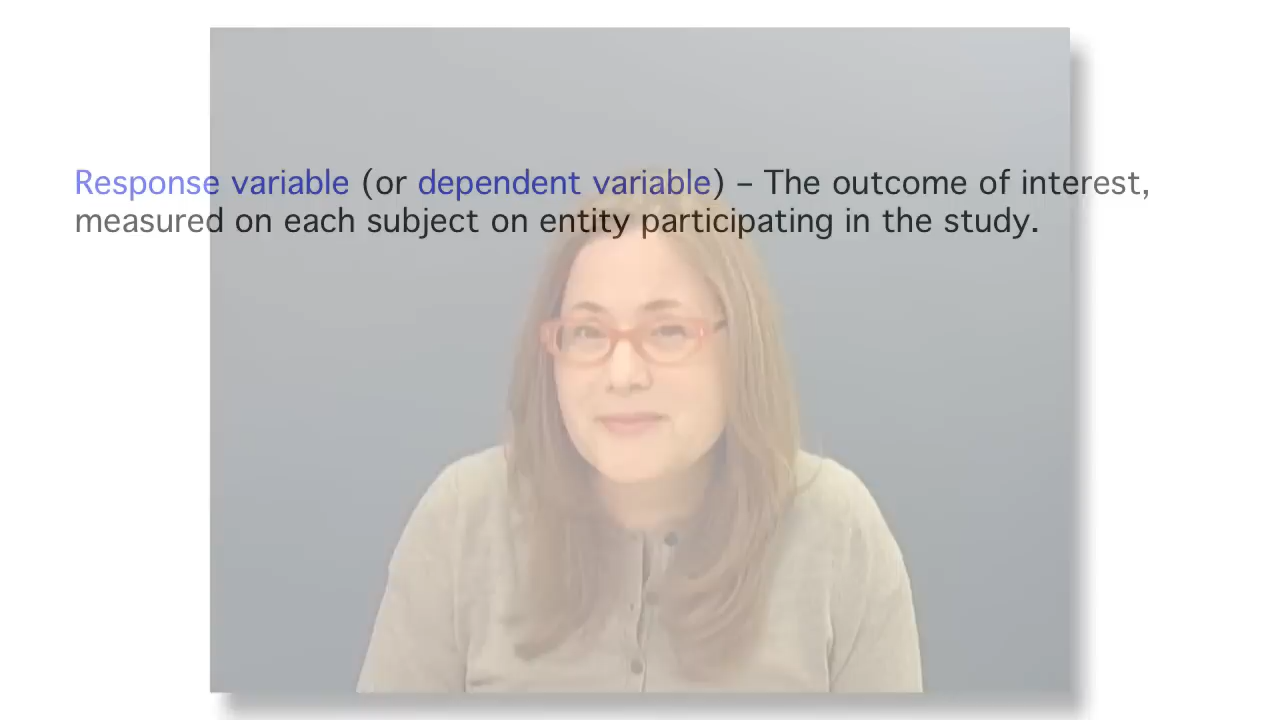 Response variable (or dependent variable) – The outcome of interest,
measured on each subject on entity participating in the study.